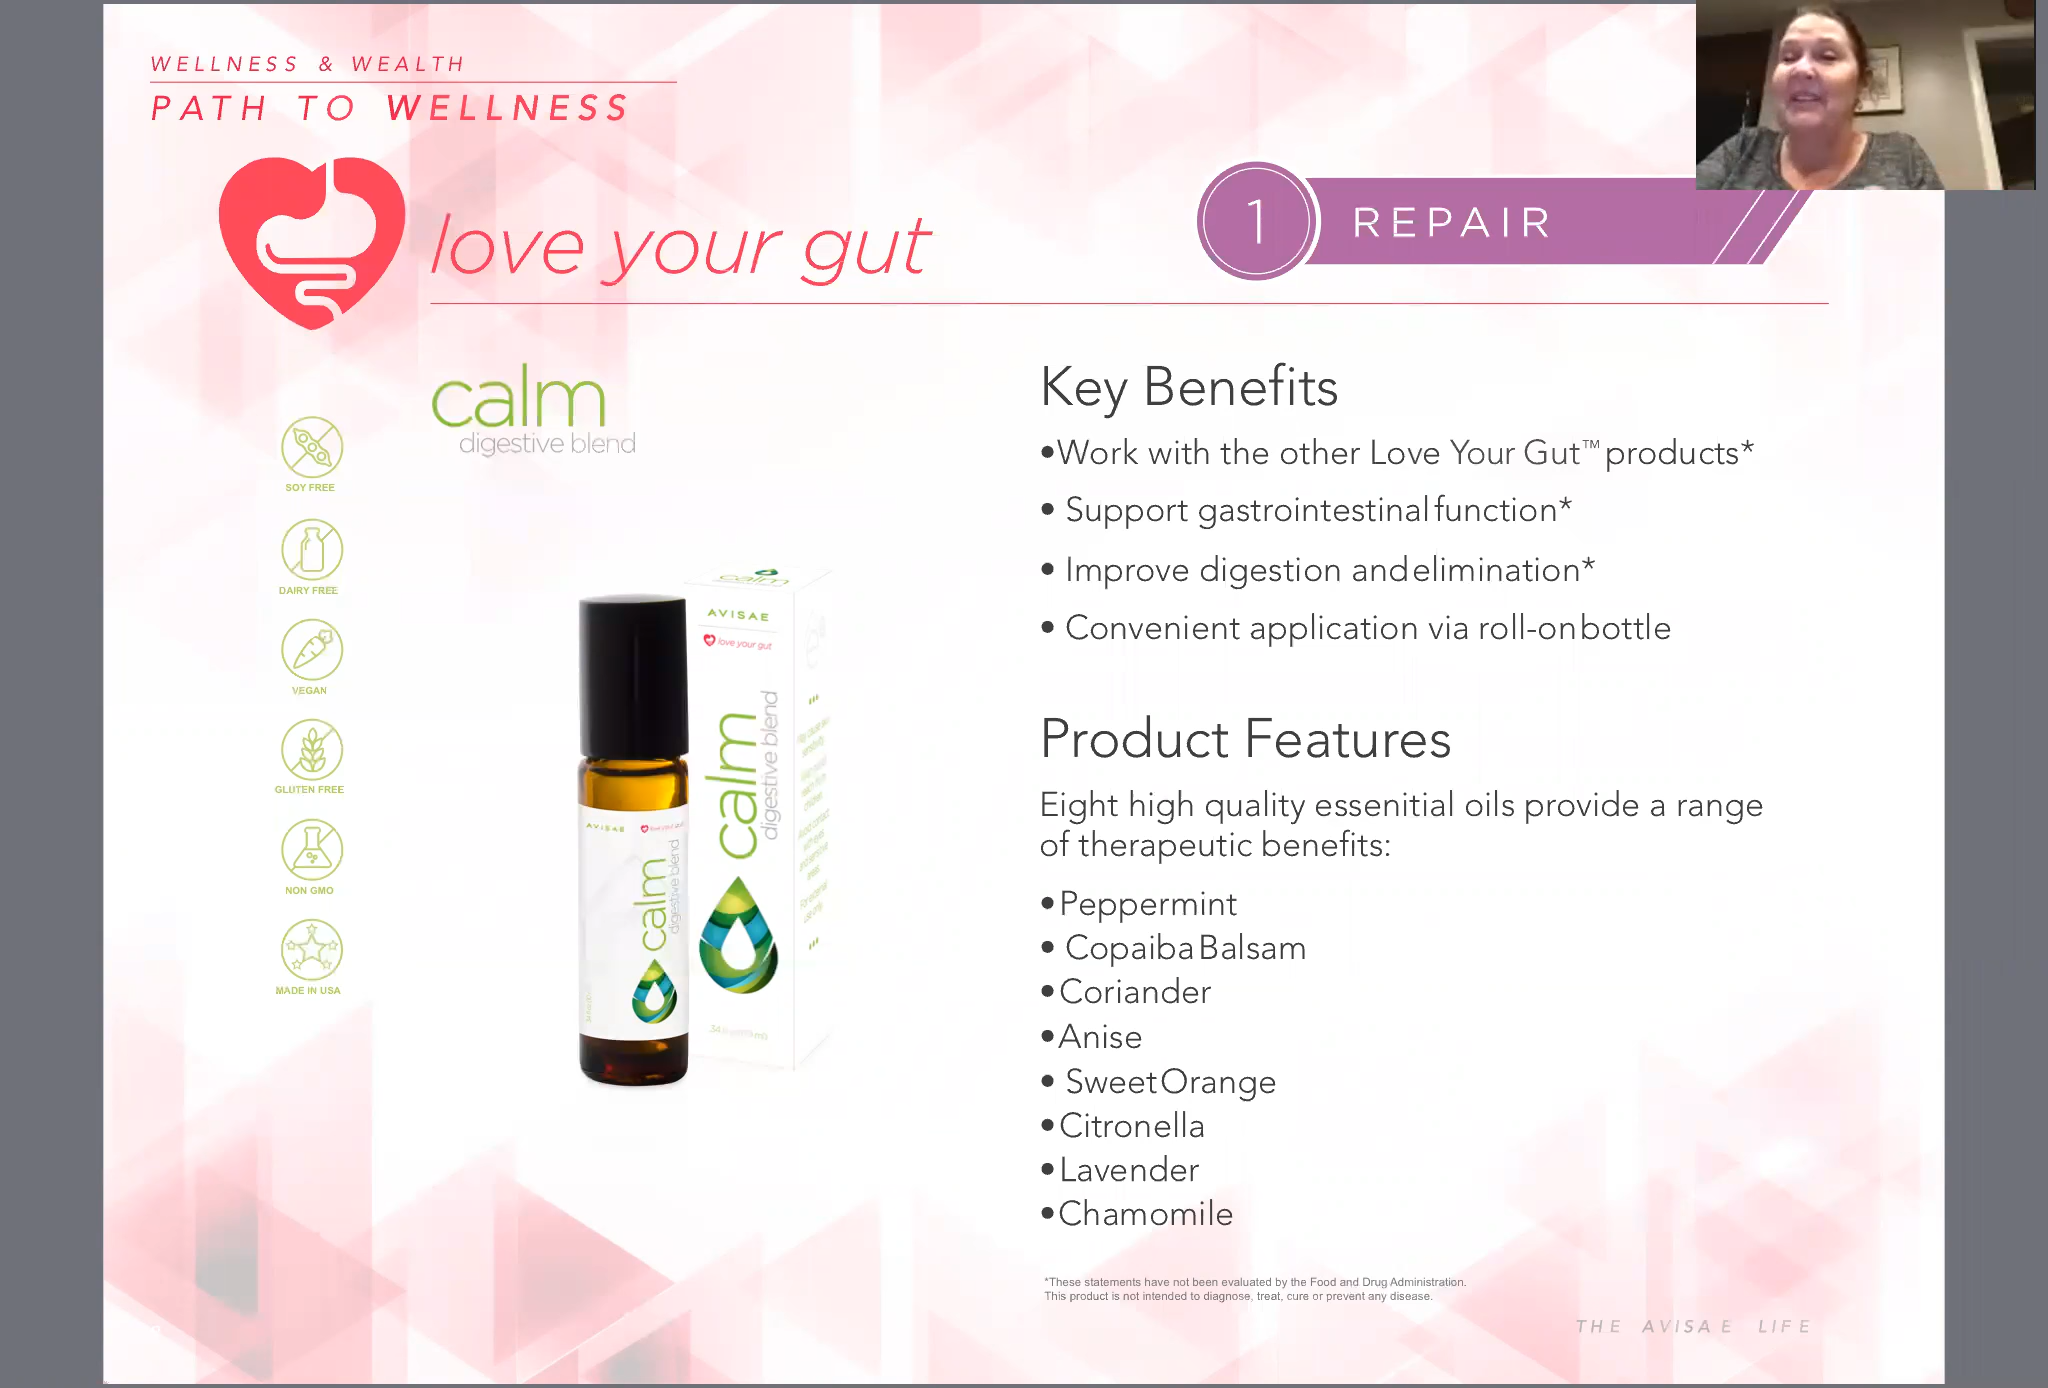 WELLNESS & WEALTH
PATH TO WELLNESS
love your gut
1 REPAIR
calm
digestive blend
SOY FREE
DAIRY FREE
VEGAN
GLUTEN FREE
NON GMO
MADE IN USA
calm
AVISAE
love your gut
calm
digestive blend
AVISAE
love your gut
calm
digestive blend
Key Benefits
•Work with the other Love Your Gut™ products*
• Support gastrointestinal function*
• Improve digestion and elimination*
• Convenient application via roll-on bottle
Product Features
Eight high quality essenitial oils provide a range
of therapeutic benefits:
•Peppermint
• Copaiba Balsam
•Coriander
•Anise
• Sweet Orange
•Citronella
•Lavender
•Chamomile
*These statements have not been evaluated by the Food and Drug Administration.
This product is not intended to diagnose, treat, cure or prevent any disease.
THE AVISAE LIFE